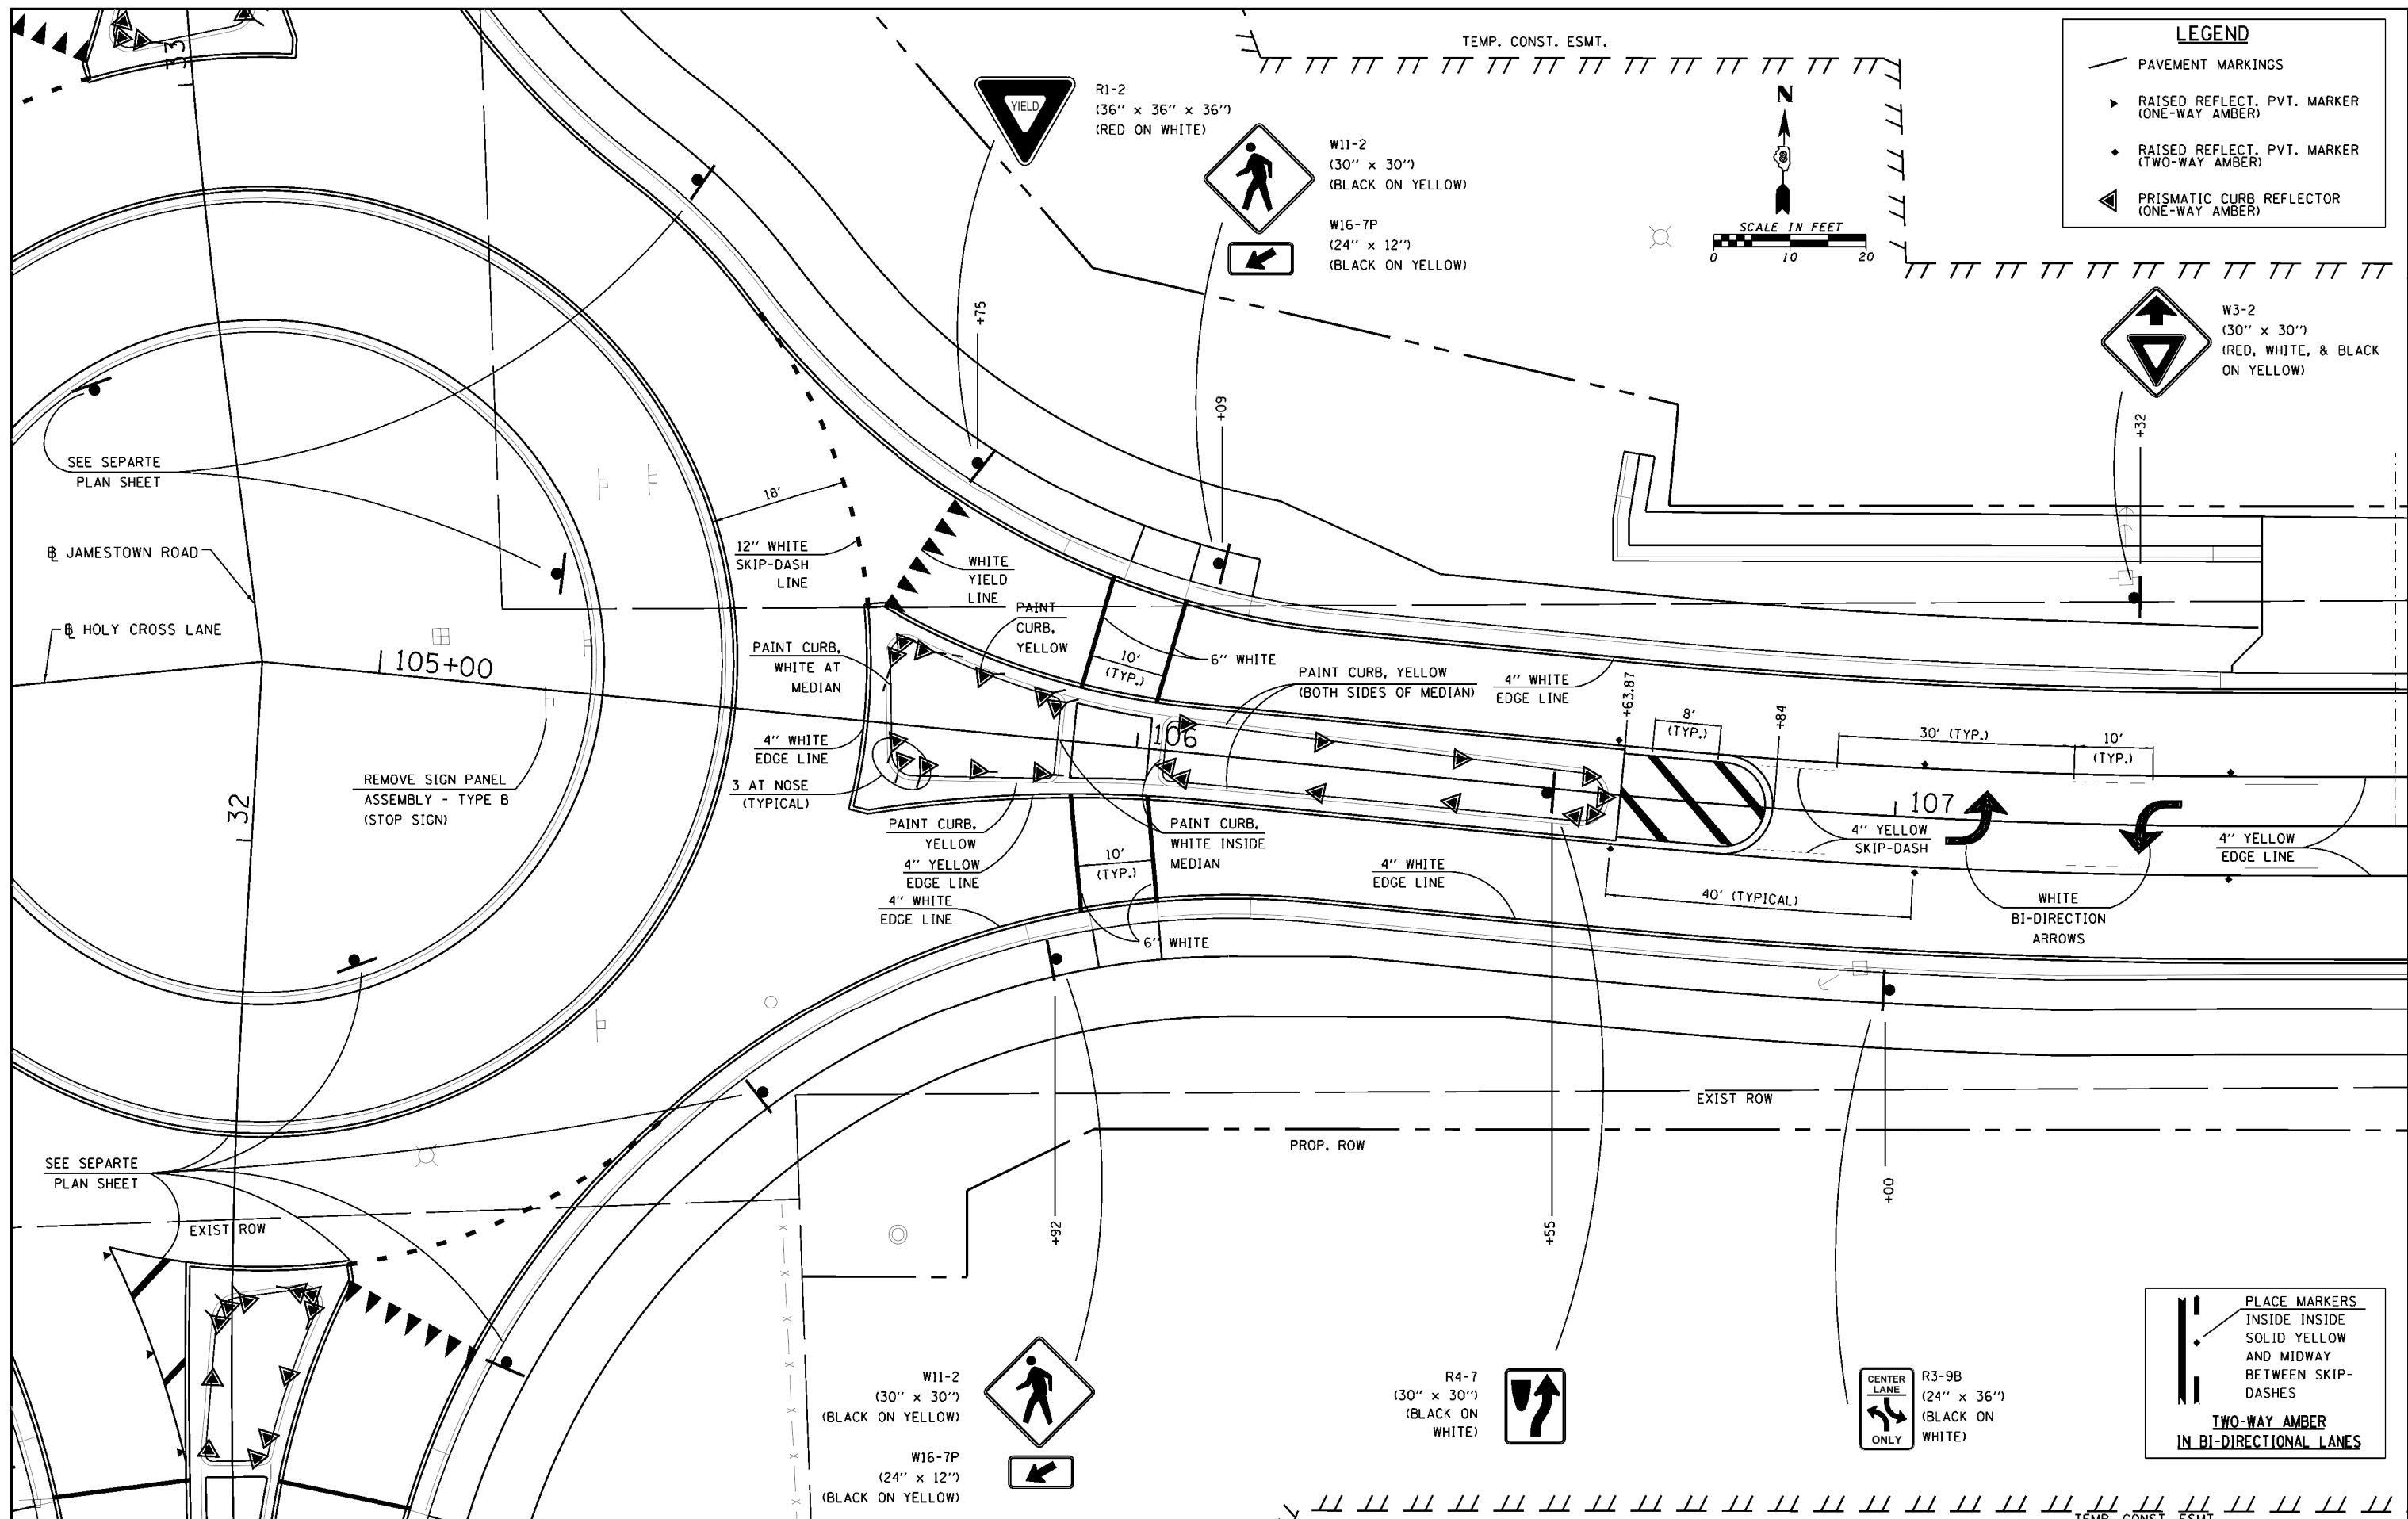 33
TEMP. CONST. ESMT.
LEGEND
PAVEMENT MARKINGS
RAISED REFLECT. PVT. MARKER
(ONE-WAY AMBER)
RAISED REFLECT. PVT. MARKER
(TWO-WAY AMBER)
PRISMATIC CURB REFLECTOR
(ONE-WAY AMBER)
YIELD
R1-2
(36" x 36" x 36")
(RED ON WHITE)
W11-2
(30" x 30")
(BLACK ON YELLOW)
W16-7P
(24" x 12")
(BLACK ON YELLOW)
N
SCALE IN FEET
0 10 20
W3-2
(30" x 30")
(RED, WHITE, & BLACK
ON YELLOW)
+75
+09
+32
SEE SEPARTE
PLAN SHEET
18'
℄ JAMESTOWN ROAD
12" WHITE
SKIP-DASH
LINE
WHITE
YIELD
LINE
PAINT
CURB,
YELLOW
℄ HOLY CROSS LANE
105+00
PAINT CURB,
WHITE AT
MEDIAN
10'
(TYP.)
6" WHITE
PAINT CURB, YELLOW
(BOTH SIDES OF MEDIAN)
4" WHITE
EDGE LINE
+63.87
8'
(TYP.)
+84
30' (TYP.)
10'
(TYP.)
106
4" WHITE
EDGE LINE
3 AT NOSE
(TYPICAL)
REMOVE SIGN PANEL
ASSEMBLY - TYPE B
(STOP SIGN)
32
107
PAINT CURB,
YELLOW
4" YELLOW
EDGE LINE
4" WHITE
EDGE LINE
10'
(TYP.)
PAINT CURB,
WHITE INSIDE
MEDIAN
4" WHITE
EDGE LINE
4" YELLOW
SKIP-DASH
4" YELLOW
EDGE LINE
40' (TYPICAL)
WHITE
BI-DIRECTION
ARROWS
6" WHITE
EXIST ROW
PROP. ROW
SEE SEPARTE
PLAN SHEET
EXIST ROW
+92
+55
+00
W11-2
(30" x 30")
(BLACK ON YELLOW)
W16-7P
(24" x 12")
(BLACK ON YELLOW)
R4-7
(30" x 30")
(BLACK ON
WHITE)
CENTER
LANE
ONLY
R3-9B
(24" x 36")
(BLACK ON
WHITE)
PLACE MARKERS
INSIDE INSIDE
SOLID YELLOW
AND MIDWAY
BETWEEN SKIP-
DASHES
TWO-WAY AMBER
IN BI-DIRECTIONAL LANES
TEMP. CONST. ESMT.